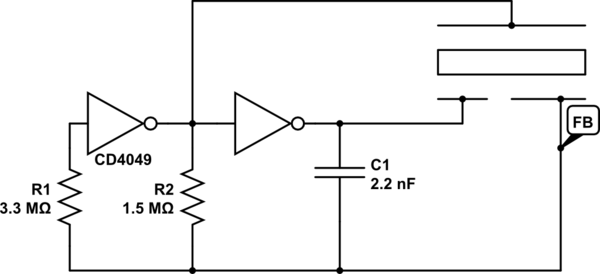 FB
CD4049
C1
2.2 nF
R1
3.3 MΩ
R2
1.5 MΩ